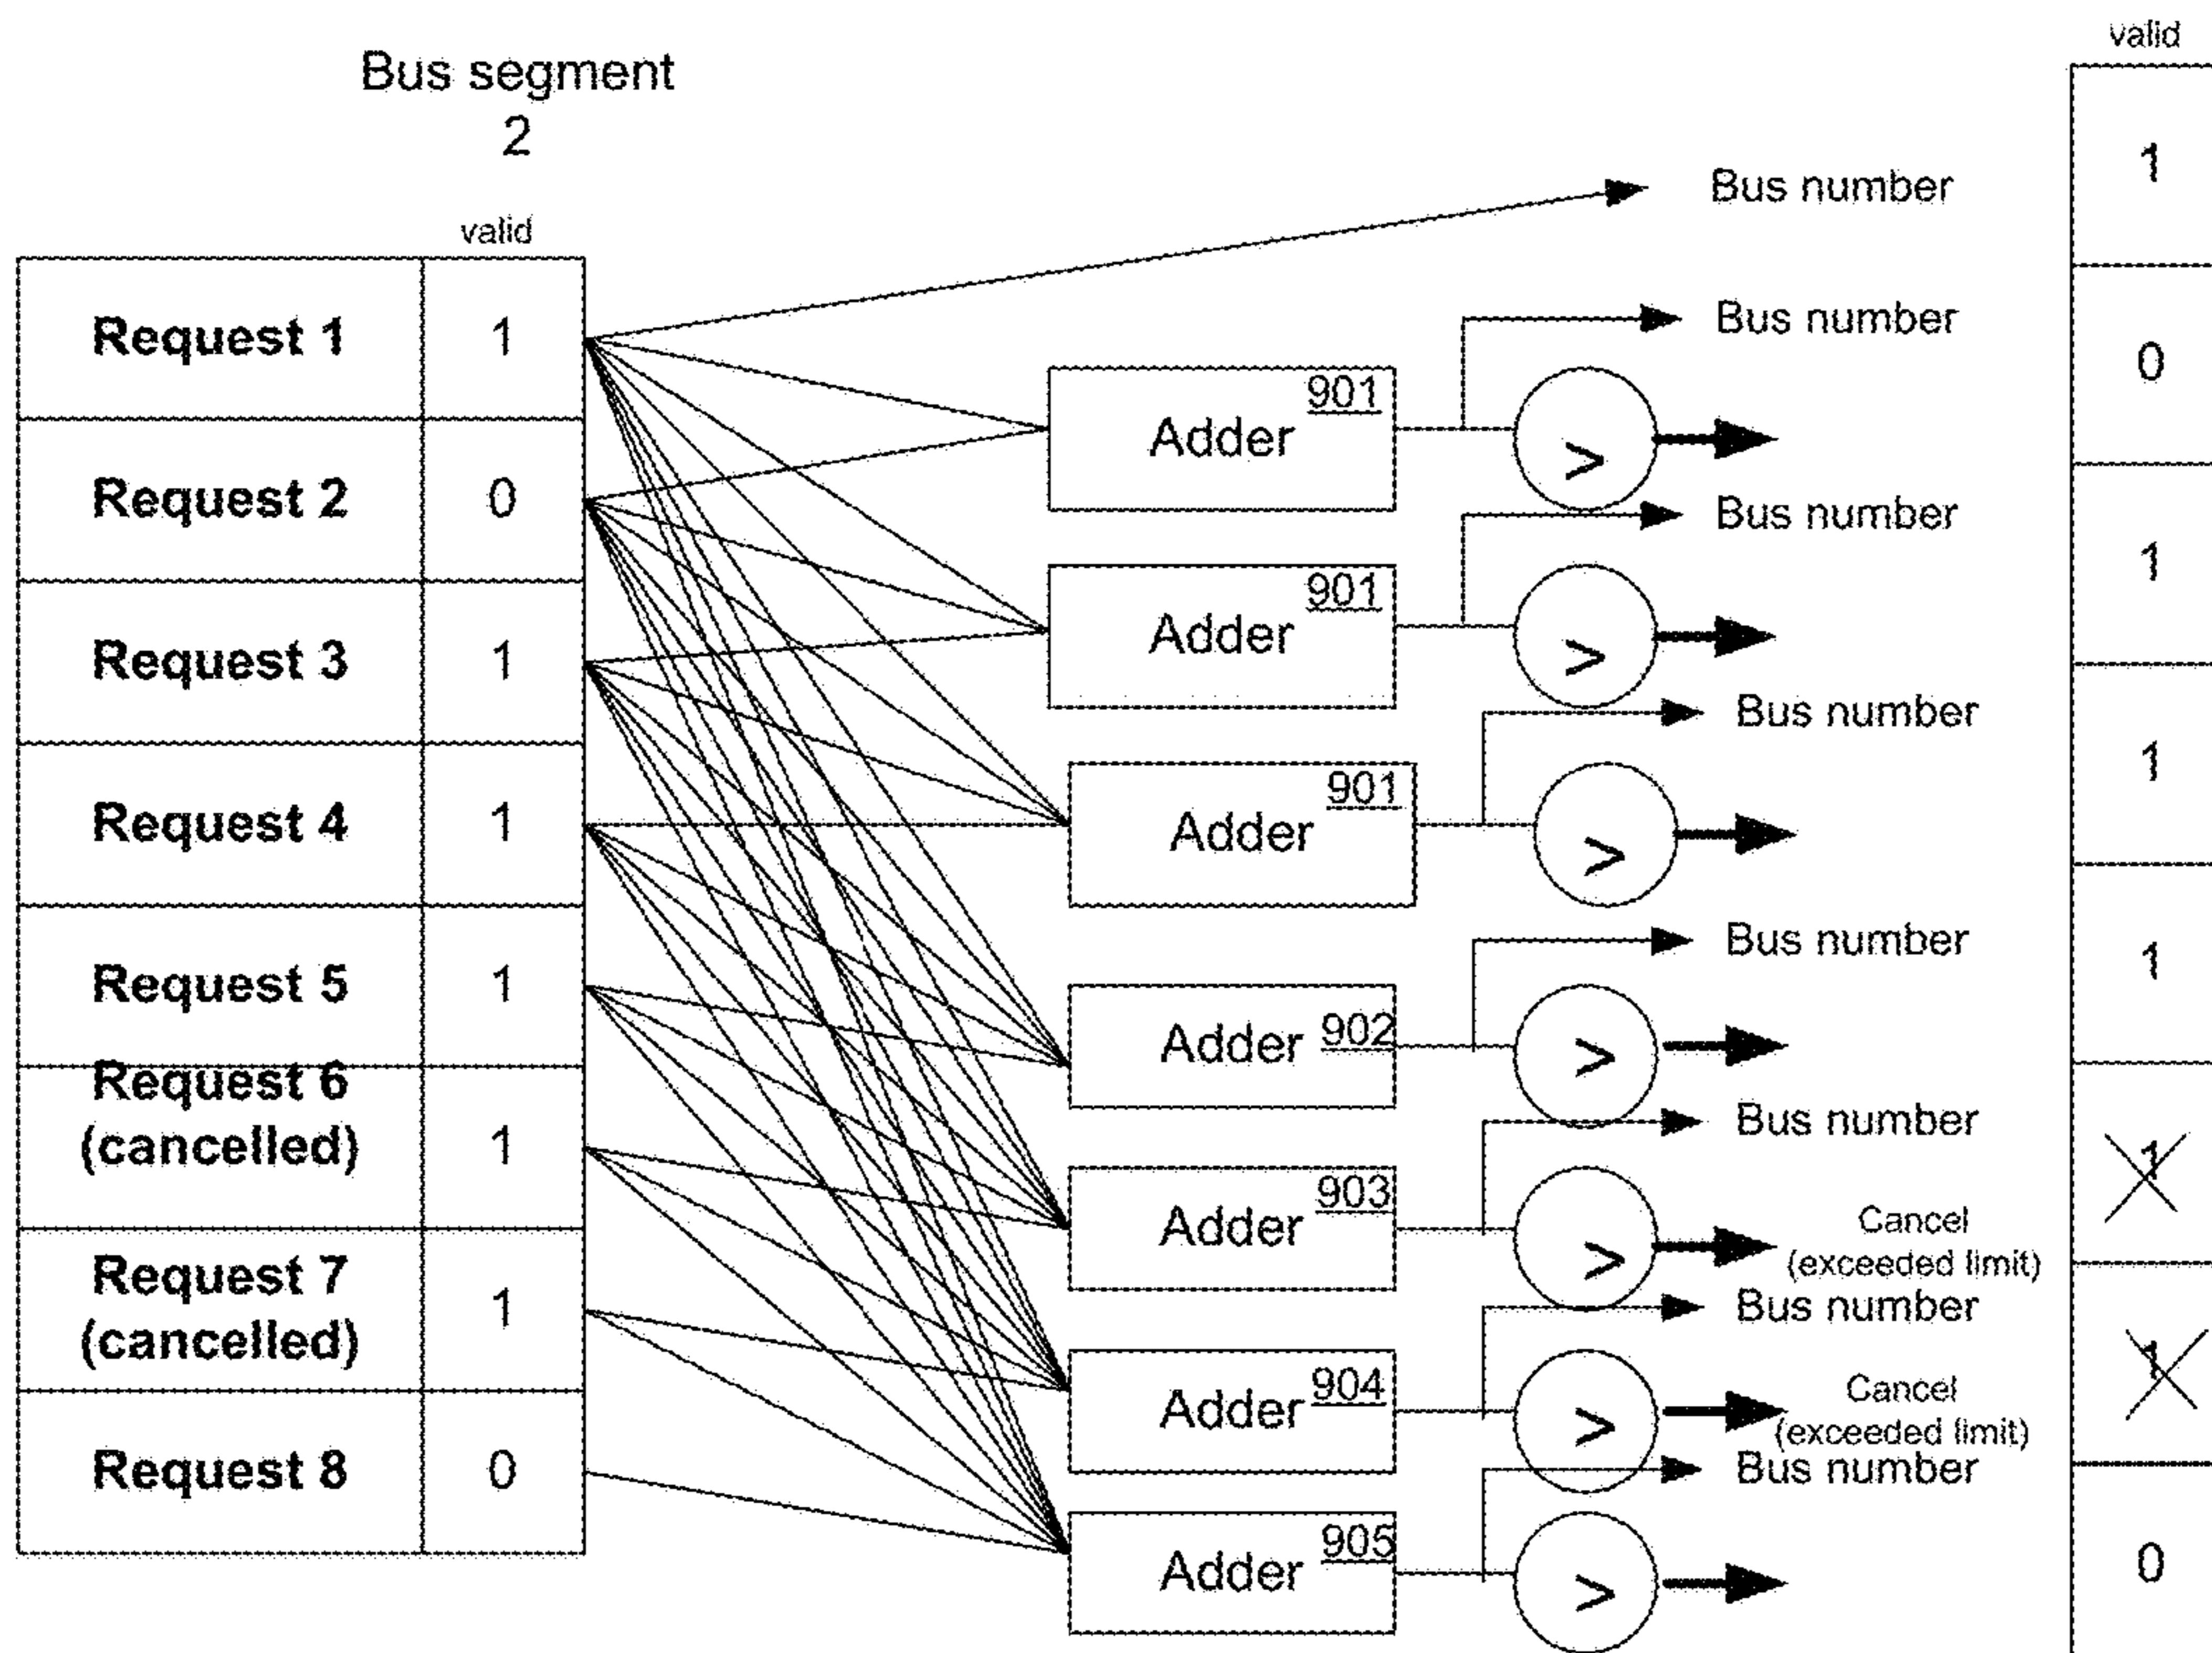 Bus segment
2
valid
Request 1 1
Request 2 0
Request 3 1
Request 4 1
Request 5 1
Request 6
(cancelled) 1
Request 7
(cancelled) 1
Request 8 0
Bus number
Adder 901
Bus number
>
Adder 901
Bus number
>
Adder 901
Bus number
>
Adder 902
Bus number
>
Adder 903
Bus number
>
Cancel
(exceeded limit)
Adder 904
Bus number
>
Cancel
(exceeded limit)
Adder 905
Bus number
>
valid
1
0
1
1
1
1
1
0